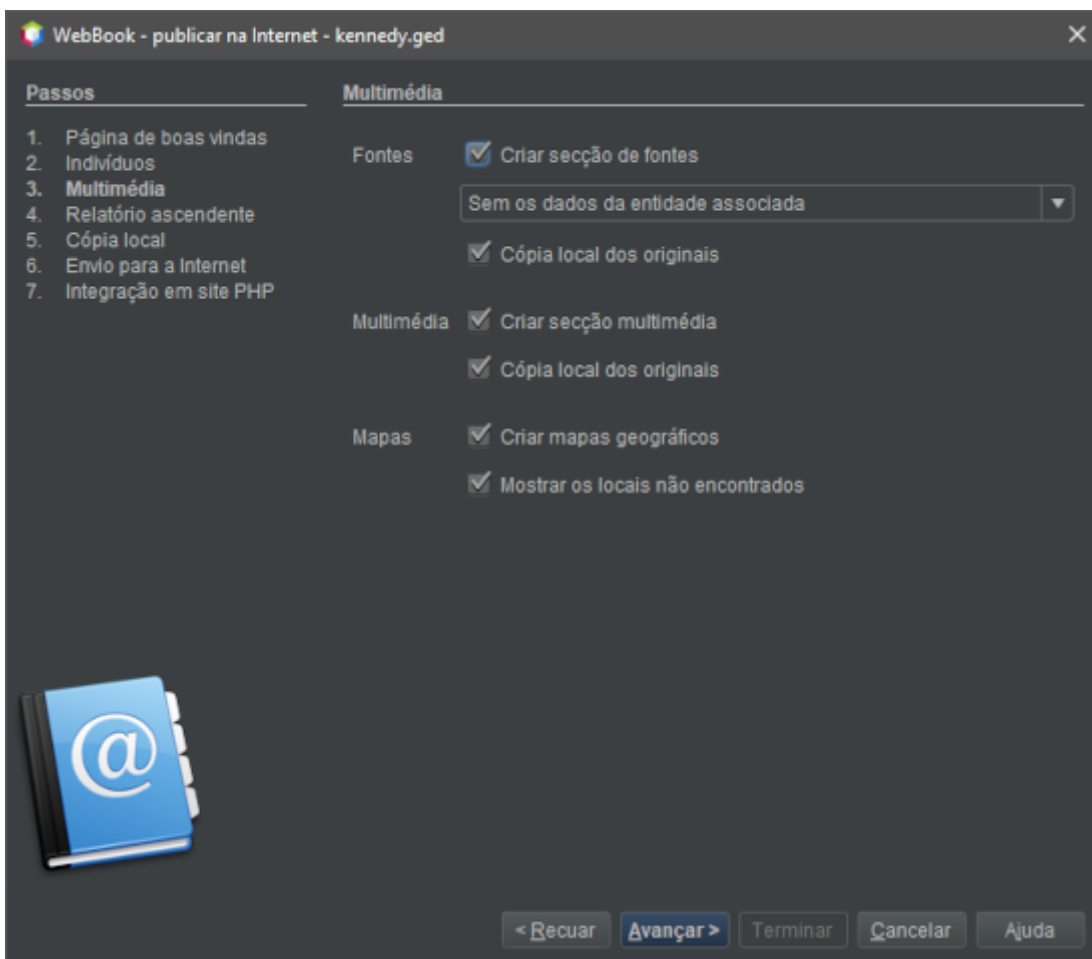 WebBook - publicar na Internet - kennedy.ged
Passos
1. Página de boas vindas
2. Indivíduos
3. Multimédia
4. Relatório ascendente
5. Cópia local
6. Envio para a Internet
7. Integração em site PHP
Multimédia
Fontes Criar secção de fontes
Sem os dados da entidade associada
Cópia local dos originais
Multimédia Criar secção multimédia
Cópia local dos originais
Mapas Criar mapas geográficos
Mostrar os locais não encontrados
@
< Recuar Avançar > Terminar Cancelar Ajuda